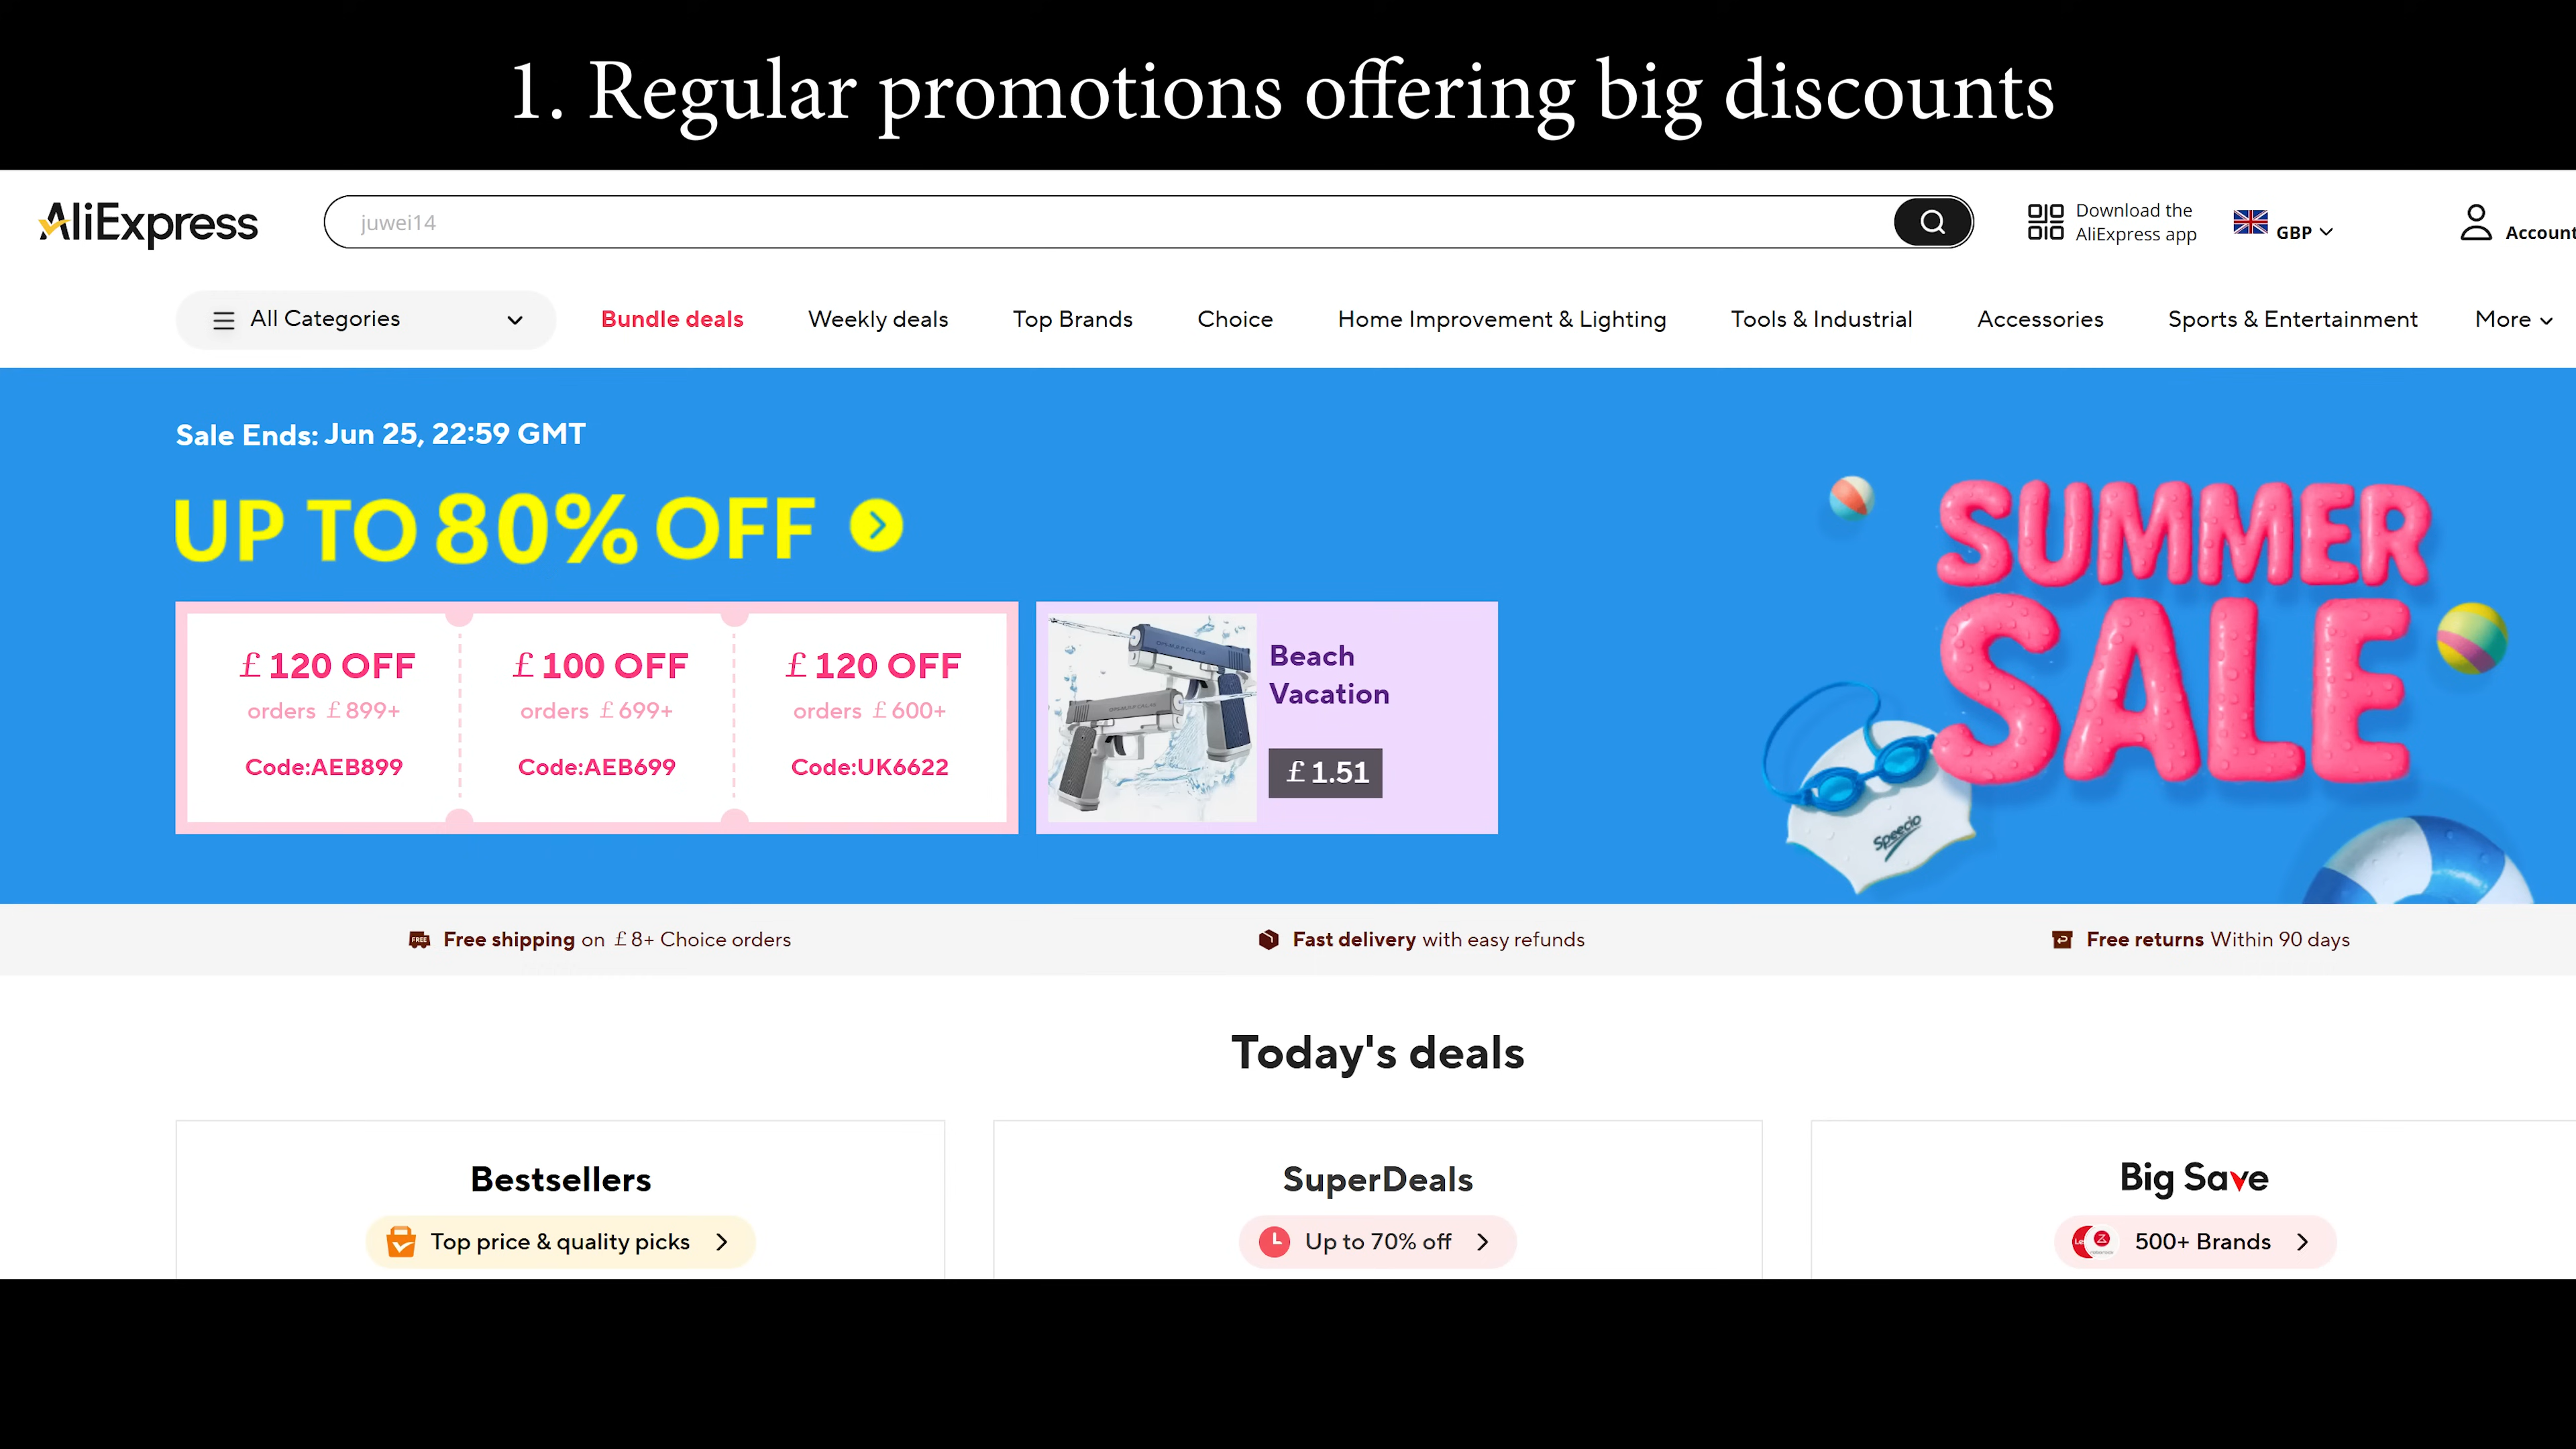 1. Regular promotions offering big discounts
AliExpress
juwei14
Download the
AliExpress app
GBP
Account
All Categories
Bundle deals
Weekly deals
Top Brands
Choice
Home Improvement & Lighting
Tools & Industrial
Accessories
Sports & Entertainment
More
Sale Ends: Jun 25, 22:59 GMT
UP TO 80% OFF
£120 OFF
orders £899+
Code:AEB899
£100 OFF
orders £699+
Code:AEB699
£120 OFF
orders £600+
Code:UK6622
Beach
Vacation
£1.51
SUMMER
SALE
Speecio
FREE
Free shipping on £8+ Choice orders
Fast delivery with easy refunds
Free returns Within 90 days
Today's deals
Bestsellers
Top price & quality picks
SuperDeals
Up to 70% off
Big Save
500+ Brands